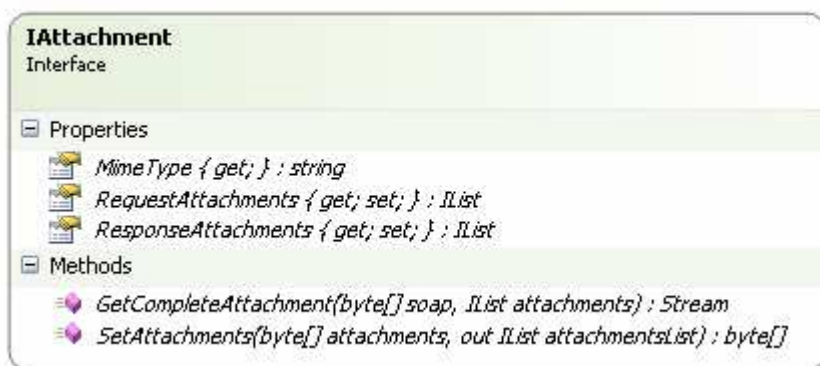 IAttachment
Interface
Properties
MimeType { get; } : string
RequestAttachments { get; set; } : IList
ResponseAttachments { get; set; } : IList
Methods
GetCompleteAttachment(byte[] soap, IList attachments) : Stream
SetAttachments(byte[] attachments, out IList attachmentsList) : byte[]